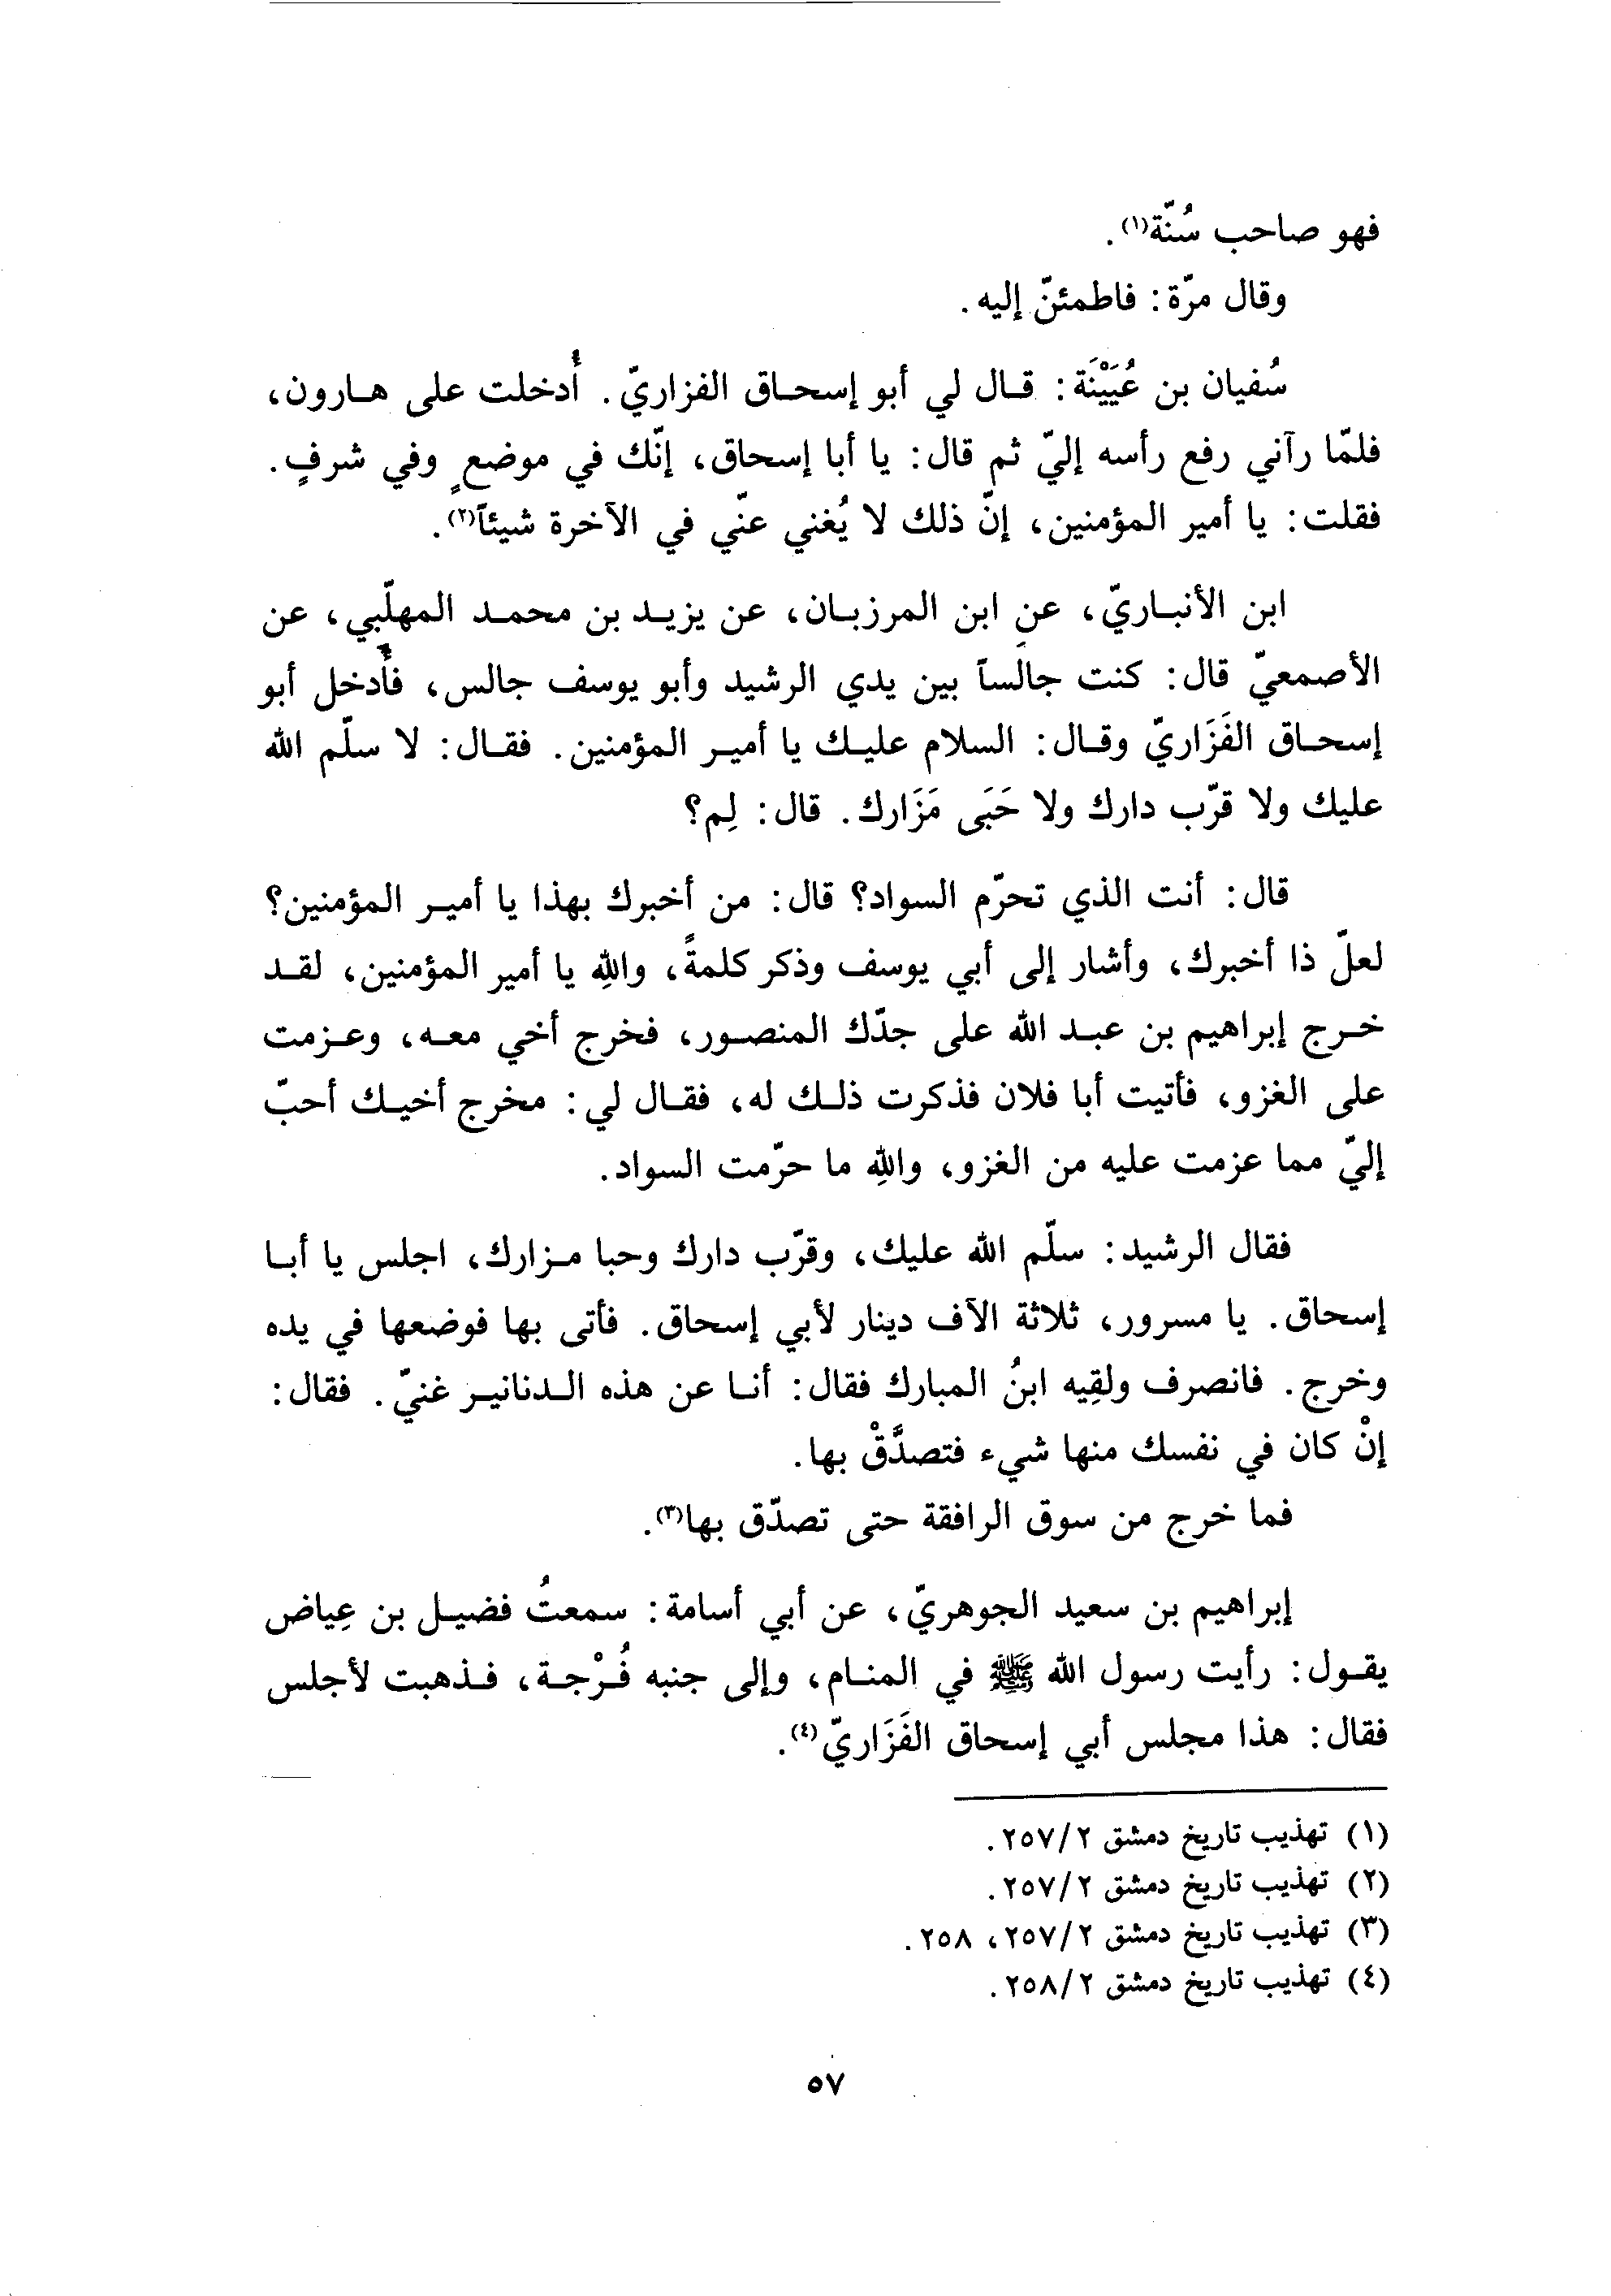 فهو صاحب سُنّة(١).
وقال مرّة: فاطمئنّ إليه.
سُفيان بن عُيَيْنَة: قال لي أبو إسحاق الفزاريّ. أُدخلت على هارون،
فلمّا رآني رفع رأسه إليّ ثم قال: يا أبا إسحاق، إنّك في موضعٍ وفي شرفٍ.
فقلت: يا أمير المؤمنين، إنّ ذلك لا يُغني عنّي في الآخرة شيئاً(٢).
ابن الأنباريّ، عن ابن المرزبان، عن يزيد بن محمد المهلّبي، عن
الأصمعيّ قال: كنت جالساً بين يدي الرشيد وأبو يوسف جالس، فأُدخل أبو
إسحاق الفَزَاريّ وقال: السلام عليك يا أمير المؤمنين. فقال: لا سلّم الله
عليك ولا قرّب دارك ولا حَبَى مَزَارك. قال: لِم؟
قال: أنت الذي تحرّم السواد؟ قال: من أخبرك بهذا يا أمير المؤمنين؟
لعلّ ذا أخبرك، وأشار إلى أبي يوسف وذكر كلمةً، واللهِ يا أمير المؤمنين، لقد
خرج إبراهيم بن عبد الله على جدّك المنصور، فخرج أخي معه، وعزمت
على الغزو، فأتيت أبا فلان فذكرت ذلك له، فقال لي: مخرج أخيك أحبّ
إليّ مما عزمت عليه من الغزو، واللهِ ما حرّمت السواد.
فقال الرشيد: سلّم الله عليك، وقرّب دارك وحبا مزارك، اجلس يا أبا
إسحاق. يا مسرور، ثلاثة الآف دينار لأبي إسحاق. فأتى بها فوضعها في يده
وخرج. فانصرف ولقِيه ابنُ المبارك فقال: أنا عن هذه الدنانير غنيّ. فقال:
إنْ كان في نفسك منها شيء فتصدَّقْ بها.
فما خرج من سوق الرافقة حتى تصدّق بها(٣).
إبراهيم بن سعيد الجوهريّ، عن أبي أسامة: سمعتُ فضيل بن عِياض
يقول: رأيت رسول الله ﷺ في المنام، وإلى جنبه فُرْجة، فذهبت لأجلس
فقال: هذا مجلس أبي إسحاق الفَزَاريّ(٤).
(١) تهذيب تاريخ دمشق ٢/٢٥٧.
(٢) تهذيب تاريخ دمشق ٢/٢٥٧.
(٣) تهذيب تاريخ دمشق ٢/٢٥٧، ٢٥٨.
(٤) تهذيب تاريخ دمشق ٢/٢٥٨.
٥٧